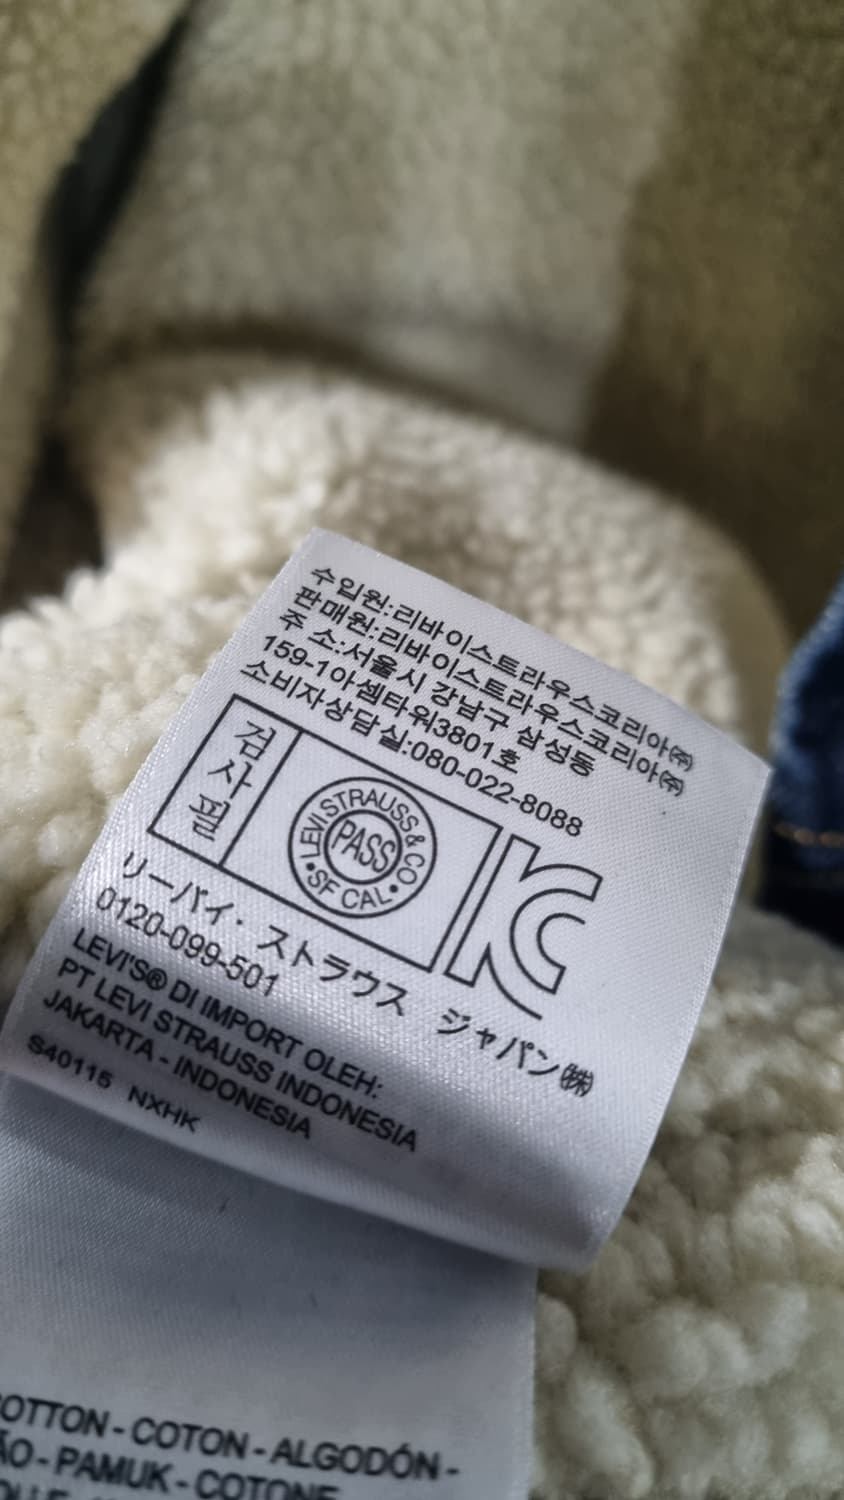 수입원:리바이스트라우스코리아㈜
판매원:리바이스트라우스코리아㈜
주 소:서울시 강남구 삼성동
159-1아셈타워3801호
소비자상담실:080-022-8088
검사필
LEVI STRAUSS & CO
PASS
•SF CAL•
KC
リーバイ・ストラウス ジャパン㈱
0120-099-501
LEVI'S® DI IMPORT OLEH:
PT LEVI STRAUSS INDONESIA
JAKARTA - INDONESIA
S40115 NXHK
OTTON - COTON - ALGODÓN -
ÃO - PAMUK - COTONE